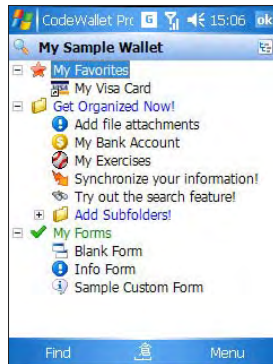 CodeWallet Prc G 15:06 ok
My Sample Wallet
My Favorites
VISA My Visa Card
Get Organized Now!
Add file attachments
My Bank Account
My Exercises
Synchronize your information!
Try out the search feature!
Add Subfolders!
My Forms
Blank Form
Info Form
Sample Custom Form
Find Menu